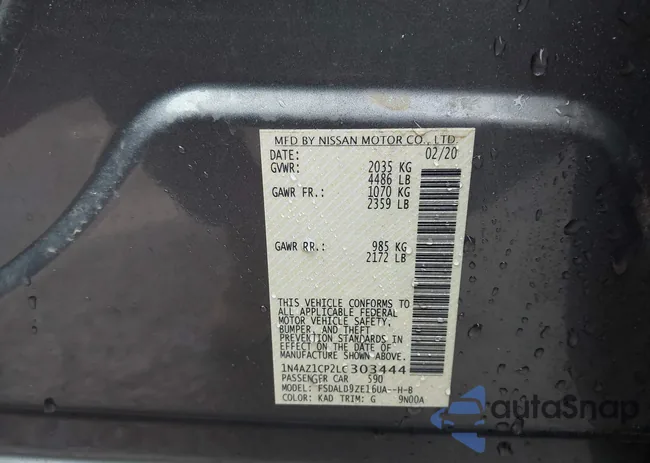 MFD BY NISSAN MOTOR CO., LTD.
DATE: 02/20
GVWR: 2035 KG
4486 LB
GAWR FR.: 1070 KG
2359 LB
GAWR RR.: 985 KG
2172 LB
THIS VEHICLE CONFORMS TO
ALL APPLICABLE FEDERAL
MOTOR VEHICLE SAFETY,
BUMPER, AND THEFT
PREVENTION STANDARDS IN
EFFECT ON THE DATE OF
MANUFACTURE SHOWN ABOVE.
1N4AZ1CP2LC303444
PASSENGER CAR 590
MODEL: FSDALD9ZE16UA--H-B
COLOR: KAD TRIM: G 9N00A
autoSnap